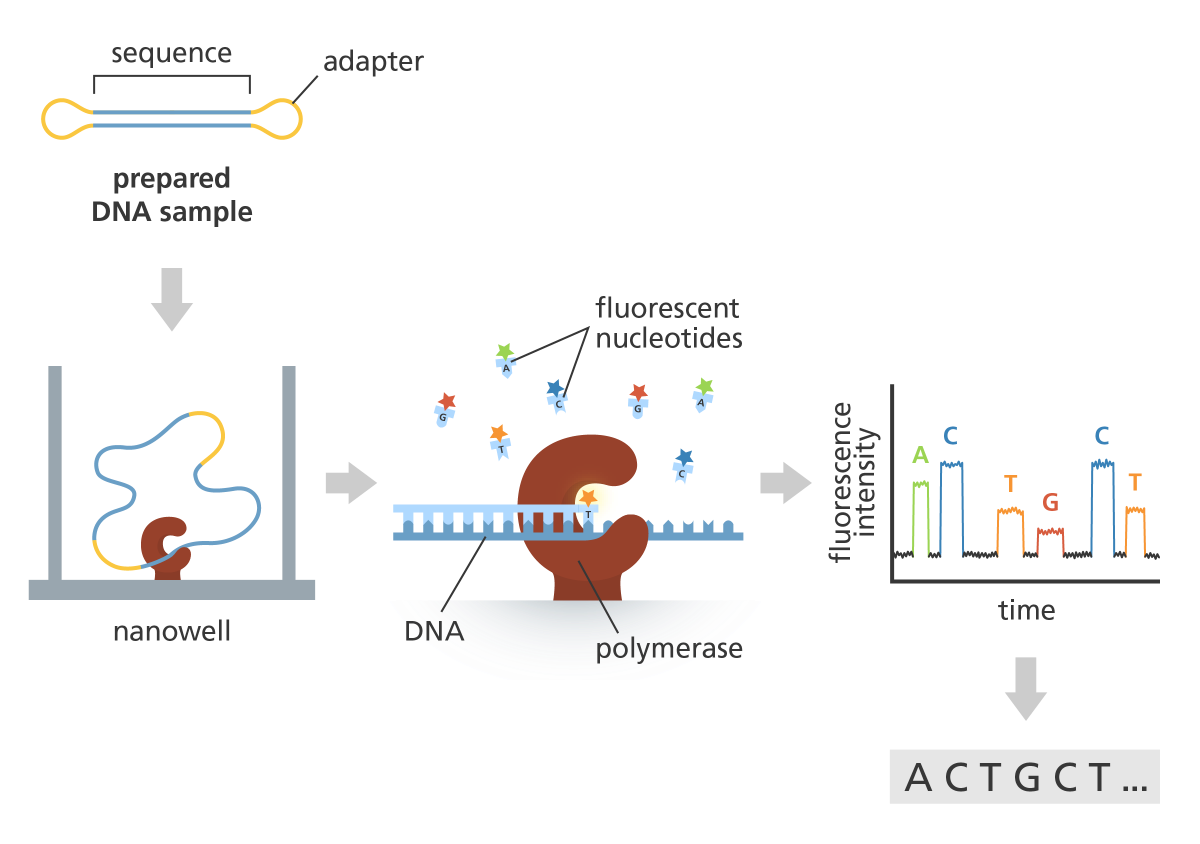 sequence
adapter
prepared
DNA sample
nanowell
fluorescent
nucleotides
A
C
G
G
A
T
C
T
DNA
polymerase
fluorescence
intensity
A
C
T
G
C
T
time
A C T G C T ...